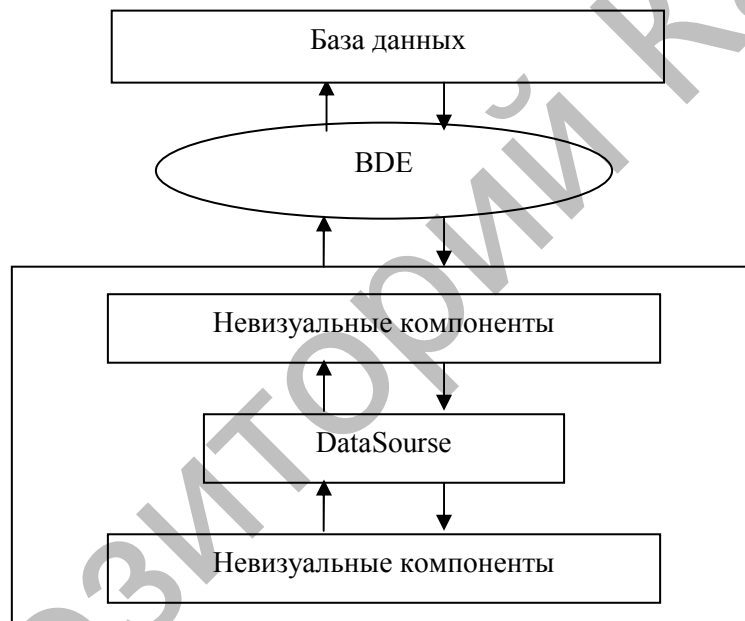 База данных
BDE
Невизуальные компоненты
DataSourse
Невизуальные компоненты